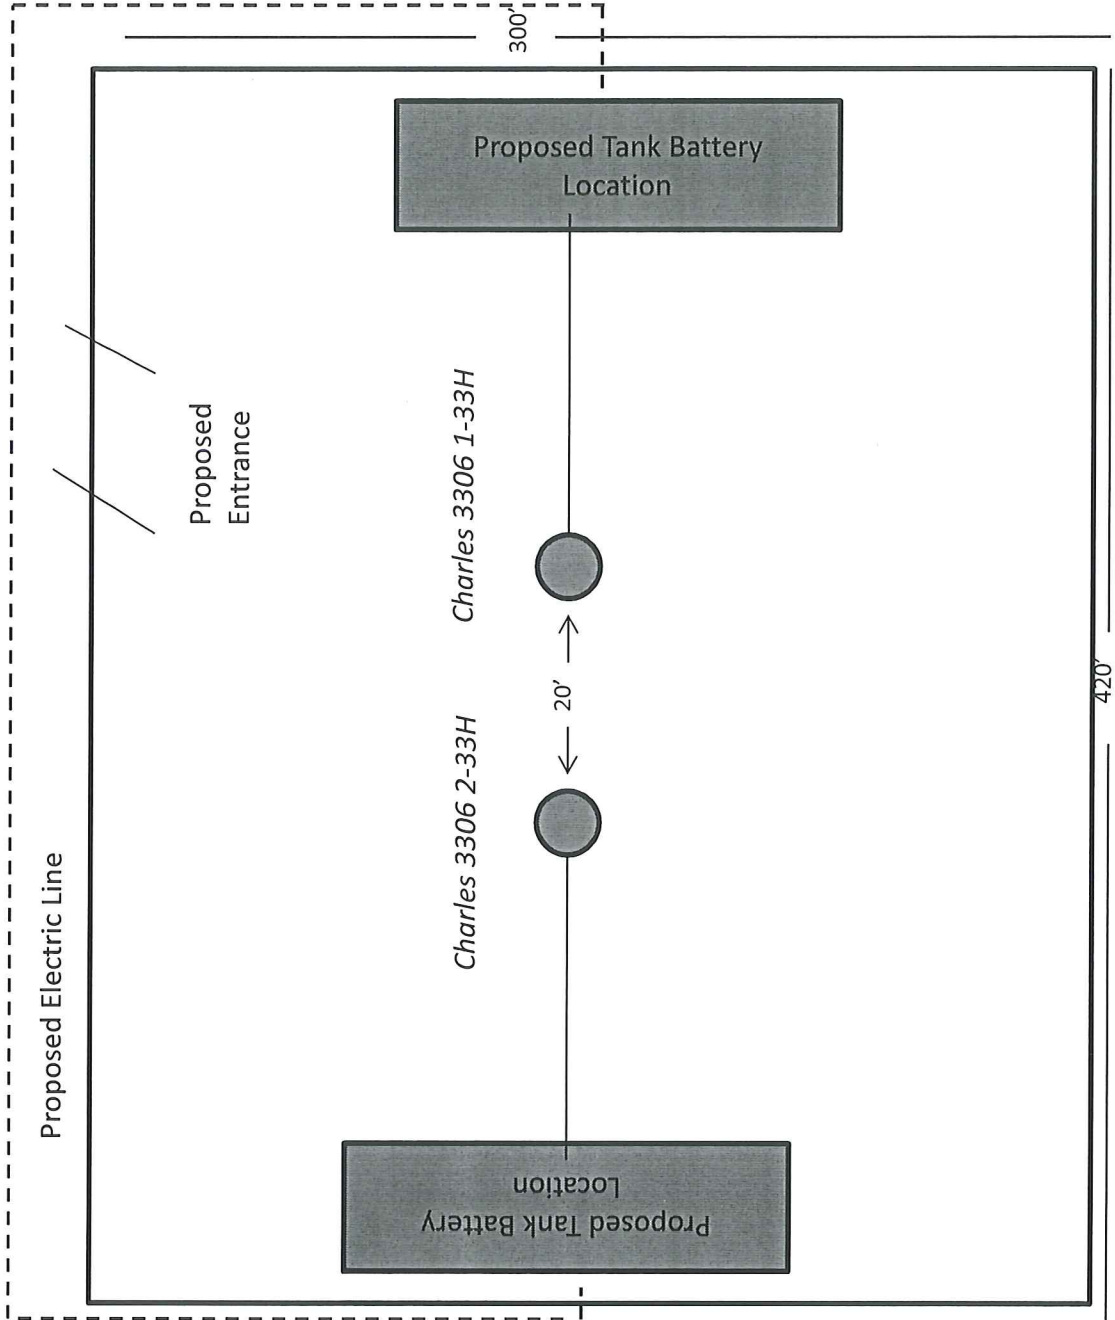 300'
Proposed Tank Battery
Location
Proposed
Entrance
Charles 3306 1-33H
20'
Charles 3306 2-33H
420'
Proposed Electric Line
Proposed Tank Battery
Location